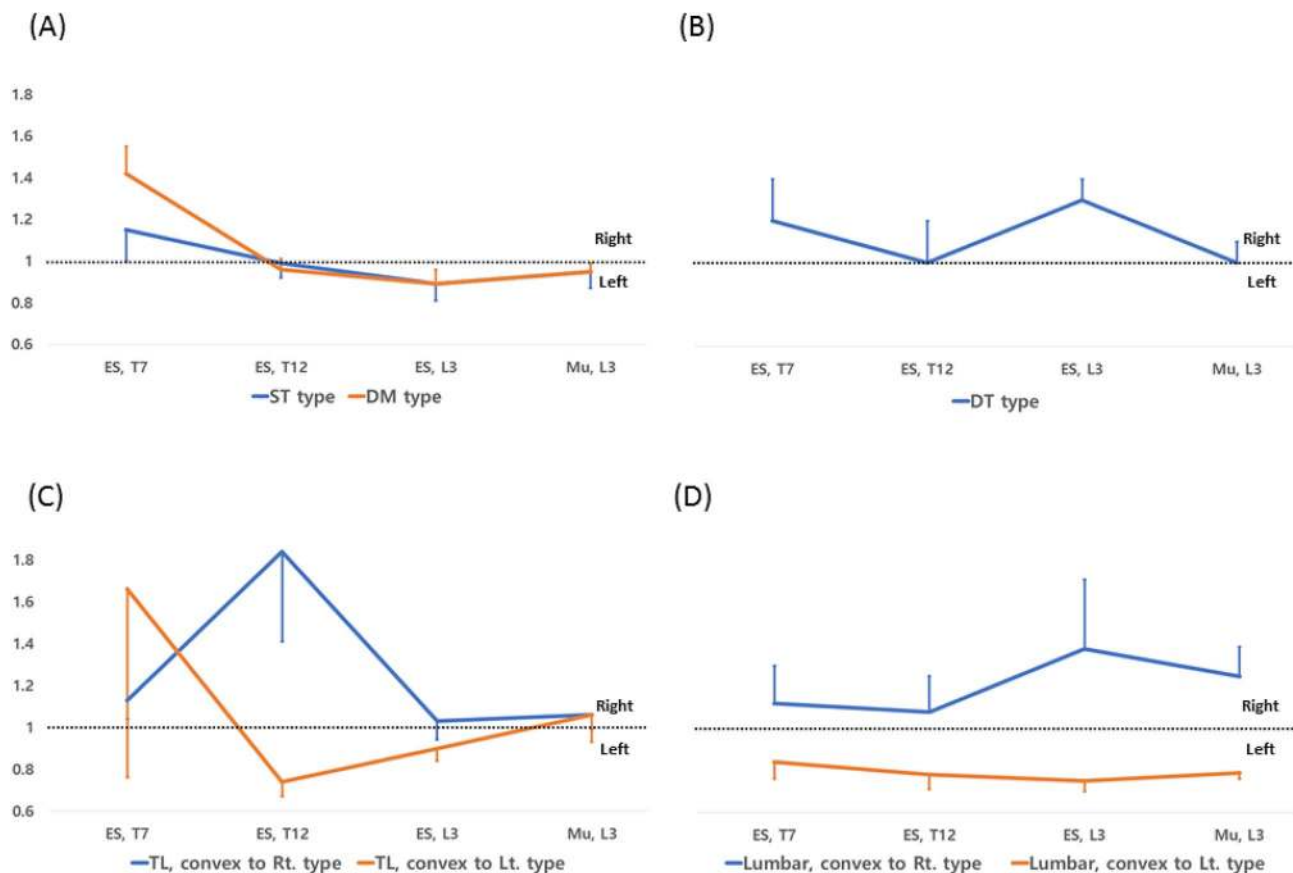 (A)
1.8
1.6
1.4
1.2
1
0.8
0.6
Right
Left
ES, T7 ES, T12 ES, L3 Mu, L3
ST type DM type
(B)
Right
Left
ES, T7 ES, T12 ES, L3 Mu, L3
DT type
(C)
1.8
1.6
1.4
1.2
1
0.8
0.6
Right
Left
ES, T7 ES, T12 ES, L3 Mu, L3
TL, convex to Rt. type TL, convex to Lt. type
(D)
Right
Left
ES, T7 ES, T12 ES, L3 Mu, L3
Lumbar, convex to Rt. type Lumbar, convex to Lt. type